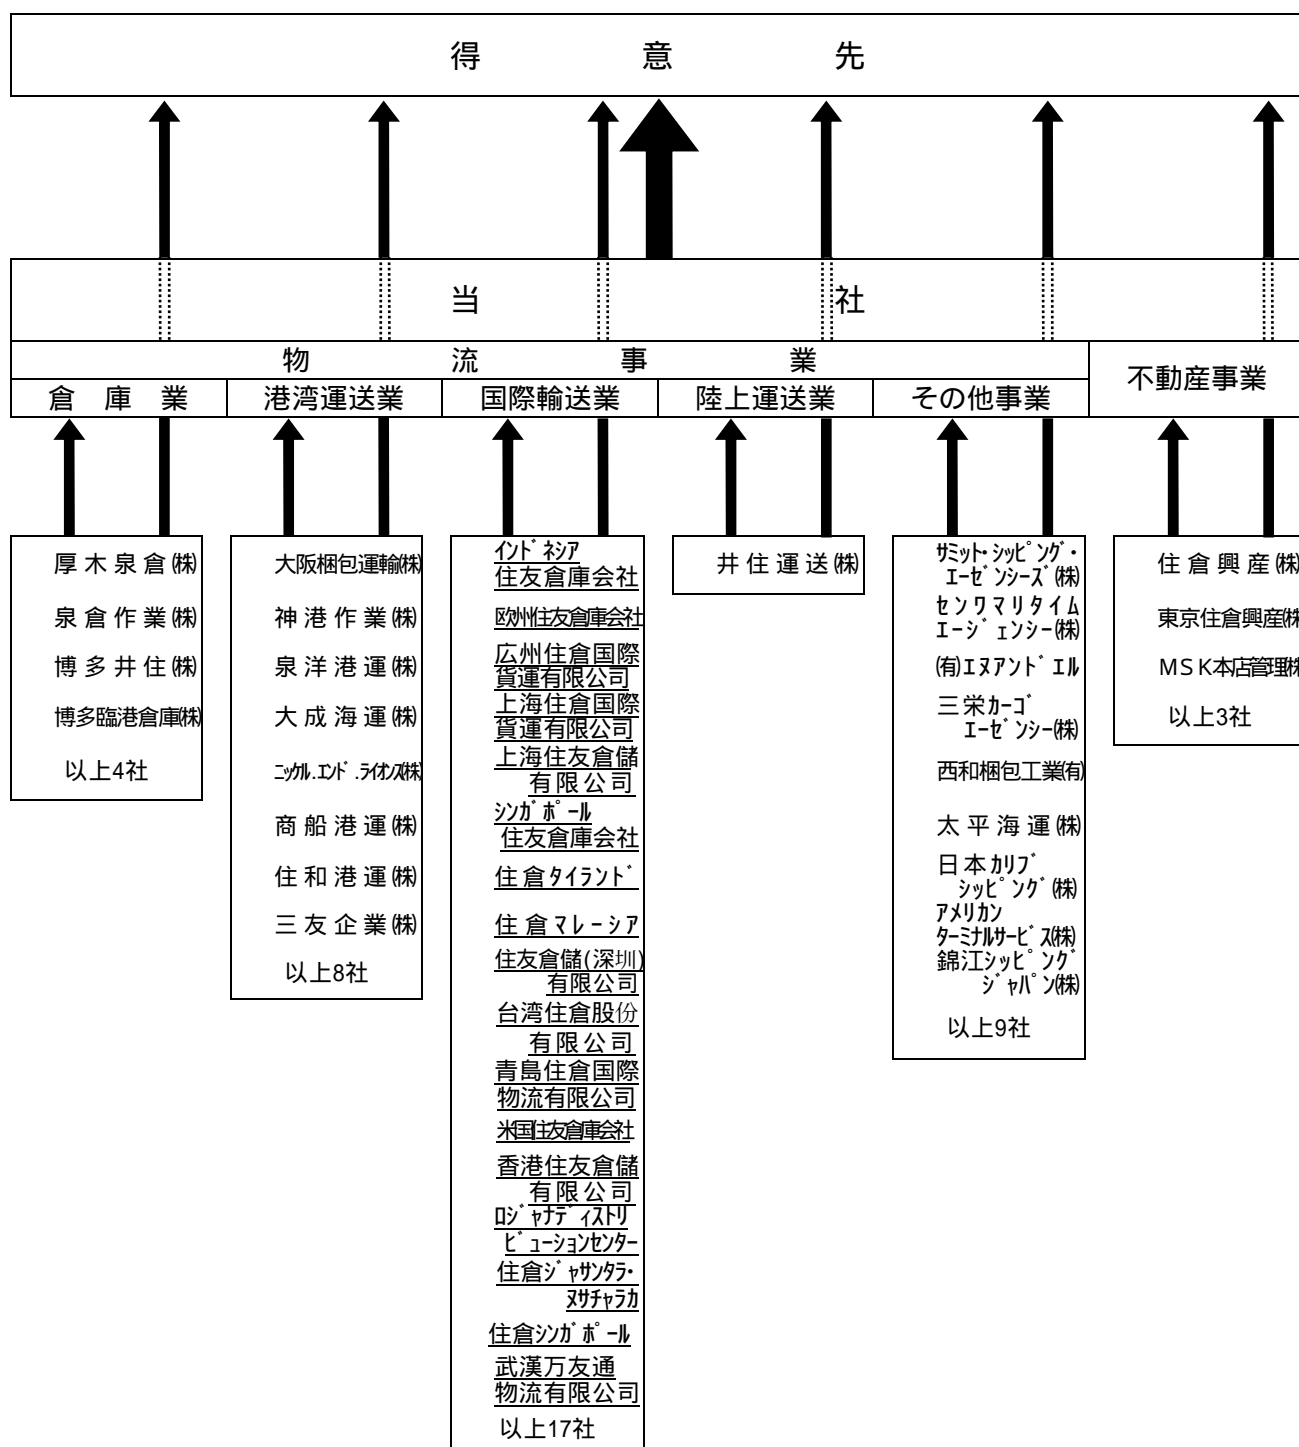 得意先
当社
物流事業
不動産事業
倉庫業
港湾運送業
国際輸送業
陸上運送業
その他事業
厚木泉倉㈱
泉倉作業㈱
博多井住㈱
博多臨港倉庫㈱
以上4社
大阪梱包運輸㈱
神港作業㈱
泉洋港運㈱
大成海運㈱
ニッケル.エンド.ライオンス㈱
商船港運㈱
住和港運㈱
三友企業㈱
以上8社
インドネシア
住友倉庫会社
欧州住友倉庫会社
広州住倉国際
貨運有限公司
上海住倉国際
貨運有限公司
上海住友倉儲
有限公司
シンガポール
住友倉庫会社
住倉タイランド
住倉マレーシア
住友倉儲(深圳)
有限公司
台湾住倉股份
有限公司
青島住倉国際
物流有限公司
米国住友倉庫会社
香港住友倉儲
有限公司
ロジャナディストリ
ビューションセンター
住倉ジャサンタラ・
ヌサチャラカ
住倉シンガポール
武漢万友通
物流有限公司
以上17社
井住運送㈱
サミット・シッピング・
エーゼンシーズ㈱
センワマリタイム
エージェンシー㈱
㈲エヌアンドエル
三栄カーゴ
エーゼンシー㈱
西和梱包工業㈲
太平海運㈱
日本カリブ
シッピング㈱
アメリカン
ターミナルサービス㈱
錦江シッピング
ジャパン㈱
以上9社
住倉興産㈱
東京住倉興産㈱
MSK本店管理㈱
以上3社